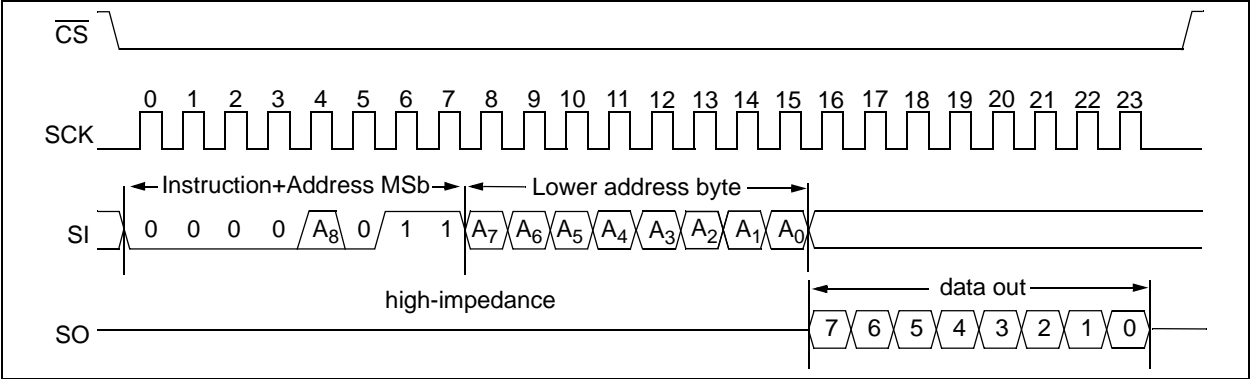 CS
0 1 2 3 4 5 6 7 8 9 10 11 12 13 14 15 16 17 18 19 20 21 22 23
SCK
Instruction+Address MSb Lower address byte
SI 0 0 0 0 A8 0 1 1 A7 A6 A5 A4 A3 A2 A1 A0
high-impedance data out
SO 7 6 5 4 3 2 1 0